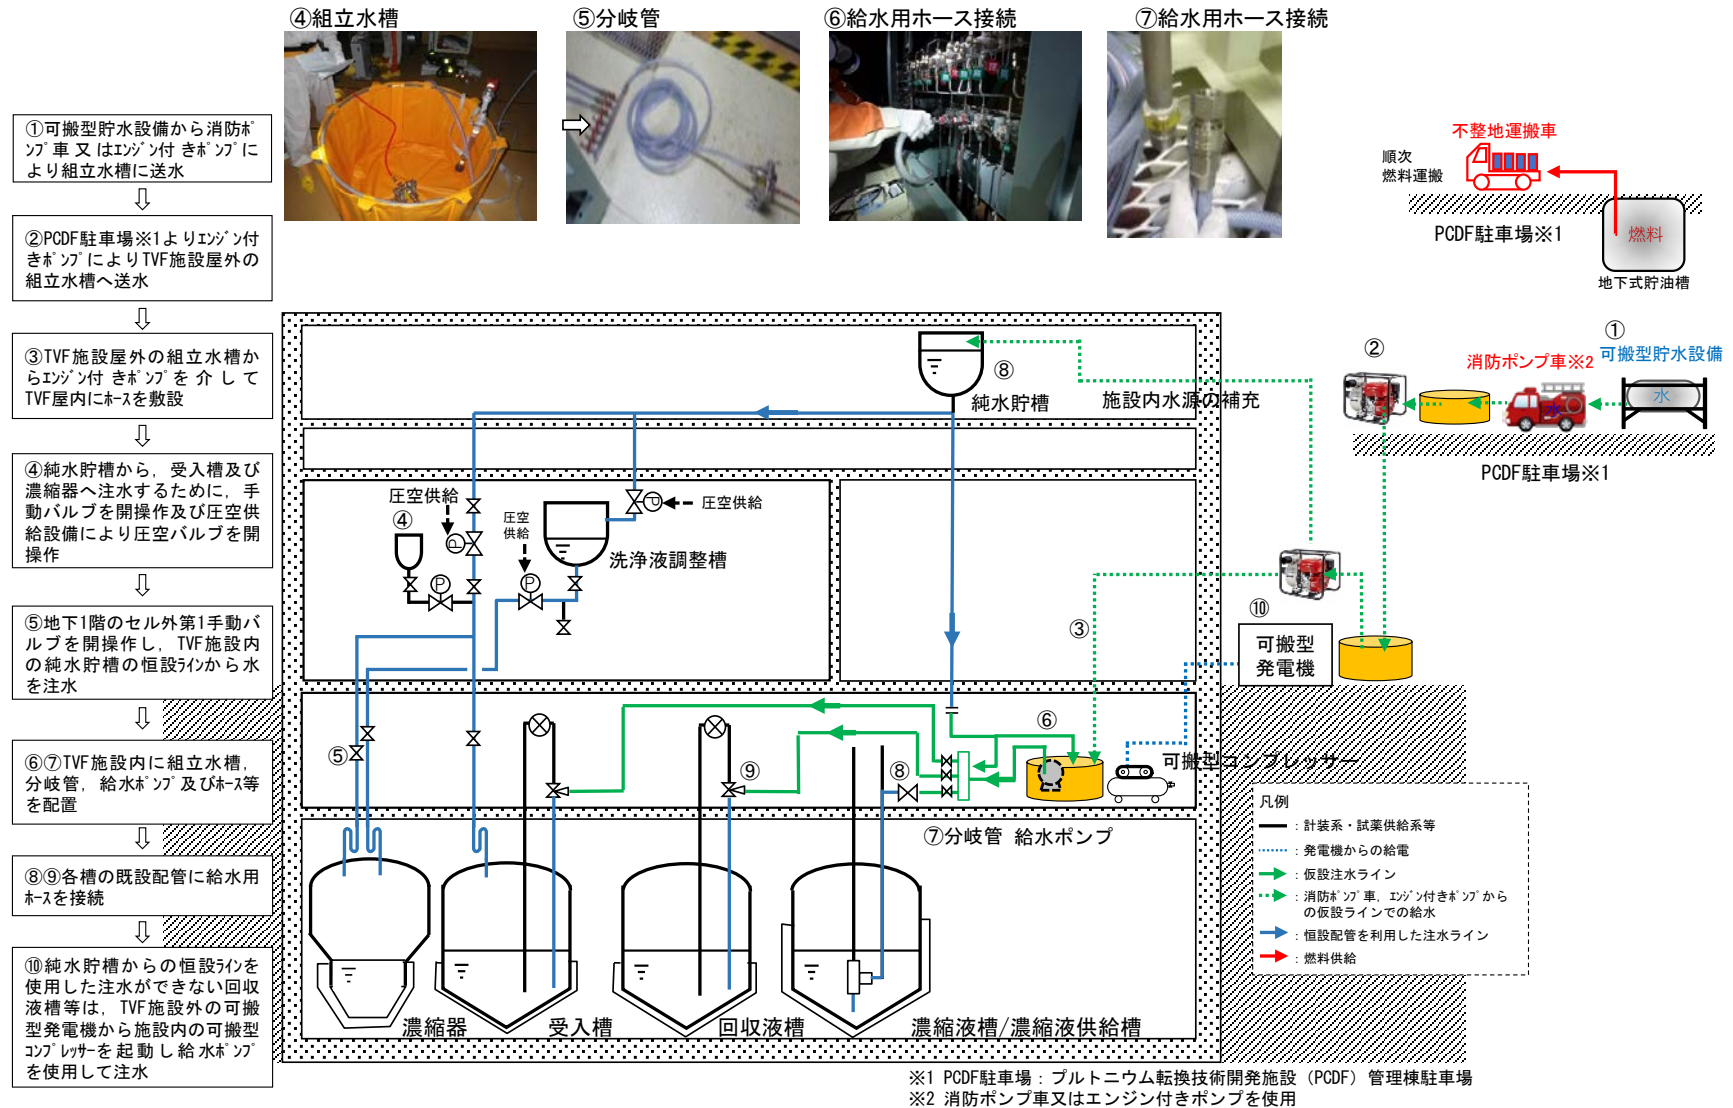 ④組立水槽
⑤分岐管
⑥給水用ホース接続
⑦給水用ホース接続
①可搬型貯水設備から消防ﾎﾟ
ﾝﾌﾟ車又はｴﾝｼﾞﾝ付きﾎﾟﾝﾌﾟに
より組立水槽に送水
⇩
②PCDF駐車場※1よりｴﾝｼﾞﾝ付
きﾎﾟﾝﾌﾟによりTVF施設屋外の
組立水槽へ送水
⇩
③TVF施設屋外の組立水槽か
らｴﾝｼﾞﾝ付きﾎﾟﾝﾌﾟを介して
TVF屋内にﾎｰｽを敷設
⇩
④純水貯槽から，受入槽及び
濃縮器へ注水するために，手
動バルブを開操作及び圧空供
給設備により圧空バルブを開
操作
⇩
⑤地下1階のセル外第1手動バ
ルブを開操作し，TVF施設内
の純水貯槽の恒設ﾗｲﾝから水
を注水
⇩
⑥⑦TVF施設内に組立水槽，
分岐管，給水ﾎﾟﾝﾌﾟ及びﾎｰｽ等
を配置
⇩
⑧⑨各槽の既設配管に給水用
ﾎｰｽを接続
⇩
⑩純水貯槽からの恒設ﾗｲﾝを
使用した注水ができない回収
液槽等は，TVF施設外の可搬
型発電機から施設内の可搬型
ｺﾝﾌﾟﾚｯｻｰを起動し給水ﾎﾟﾝﾌﾟ
を使用して注水
不整地運搬車
順次
燃料運搬
PCDF駐車場※1
燃料
地下式貯油槽
①
可搬型貯水設備
②
消防ポンプ車※2
水
水
PCDF駐車場※1
⑧
純水貯槽
施設内水源の補充
圧空供給
④
P
P
圧空
供給
P
P
圧空供給
洗浄液調整槽
③
⑩
可搬型
発電機
⑤
⑨
⑧
⑥
可搬型コンプレッサー
⑦分岐管 給水ポンプ
濃縮器
受入槽
回収液槽
濃縮液槽/濃縮液供給槽
凡例
：計装系・試薬供給系等
：発電機からの給電
：仮設注水ライン
：消防ﾎﾟﾝﾌﾟ車，ｴﾝｼﾞﾝ付きﾎﾟﾝﾌﾟから
の仮設ラインでの給水
：恒設配管を利用した注水ライン
：燃料供給
※1 PCDF駐車場：プルトニウム転換技術開発施設（PCDF）管理棟駐車場
※2 消防ポンプ車又はエンジン付きポンプを使用